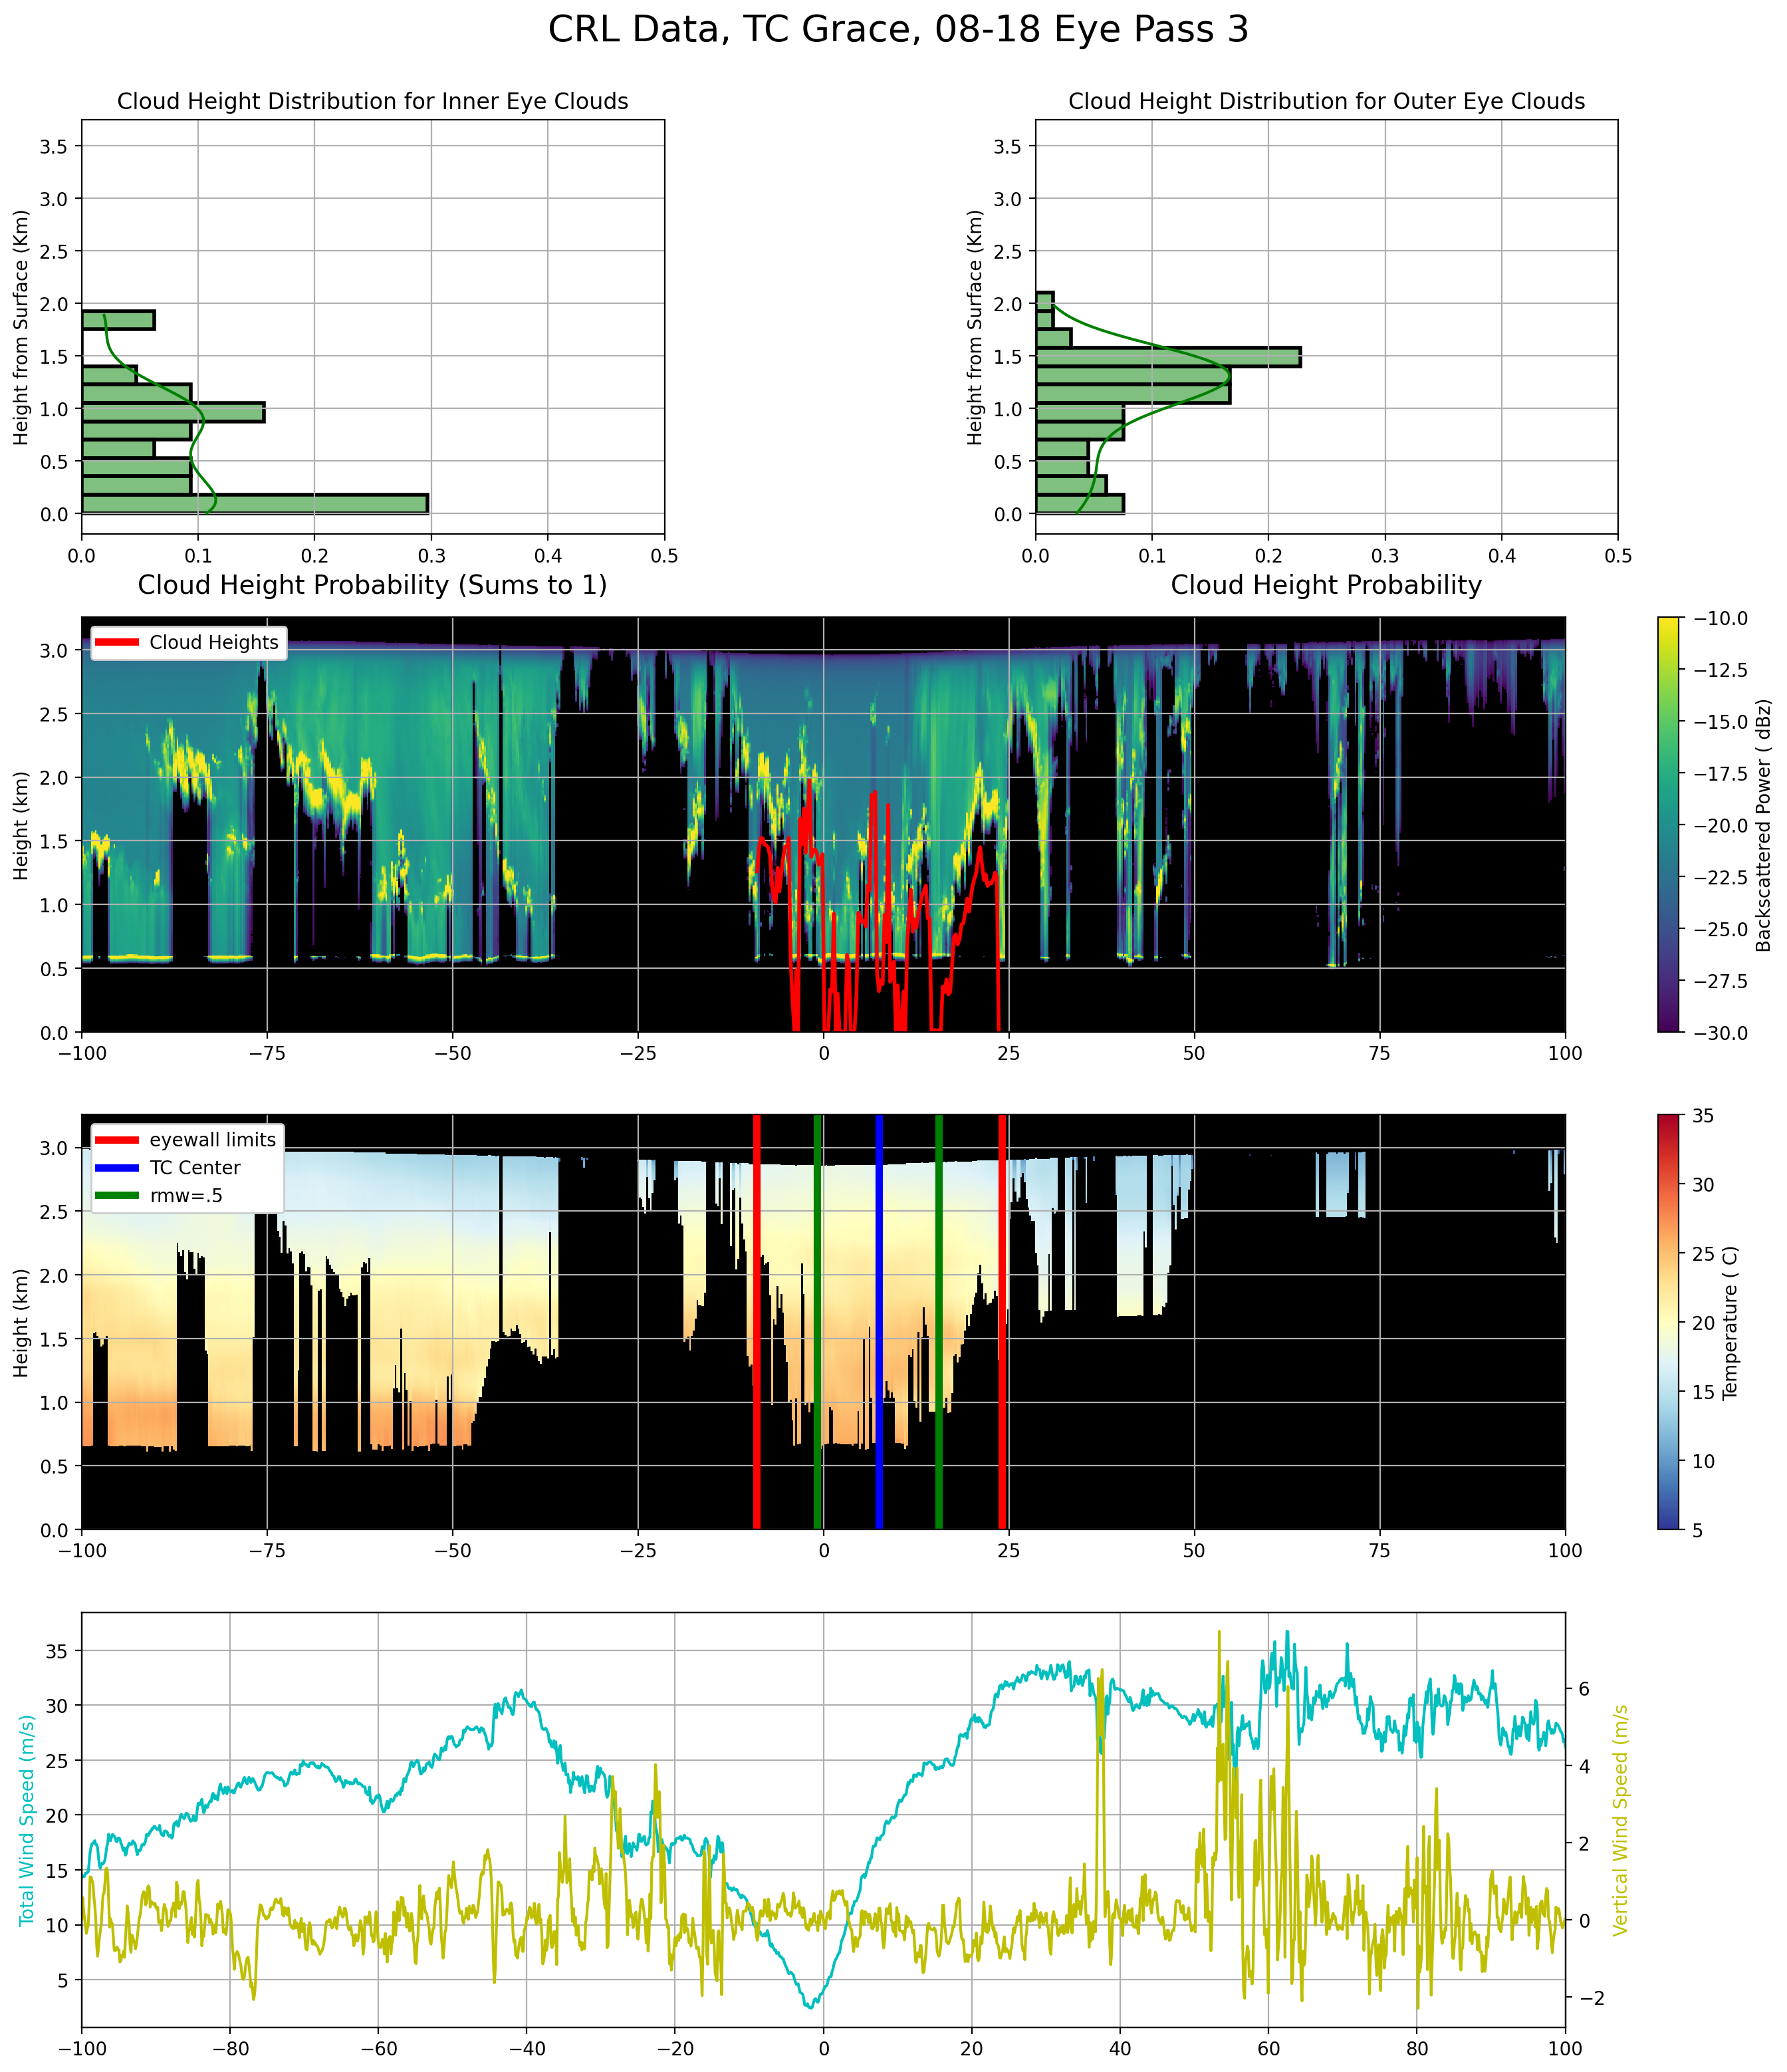 CRL Data, TC Grace, 08-18 Eye Pass 3
Cloud Height Distribution for Inner Eye Clouds
Cloud Height Distribution for Outer Eye Clouds
Height from Surface (Km)
3.5
3.0
2.5
2.0
1.5
1.0
0.5
0.0
0.0 0.1 0.2 0.3 0.4 0.5
Cloud Height Probability (Sums to 1)
Height from Surface (Km)
3.5
3.0
2.5
2.0
1.5
1.0
0.5
0.0
0.0 0.1 0.2 0.3 0.4 0.5
Cloud Height Probability
Cloud Heights
Height (km)
3.0
2.5
2.0
1.5
1.0
0.5
0.0
−100 −75 −50 −25 0 25 50 75 100
−10.0
−12.5
−15.0
−17.5
−20.0
−22.5
−25.0
−27.5
−30.0
Backscattered Power ( dBz)
eyewall limits
TC Center
rmw=.5
Height (km)
3.0
2.5
2.0
1.5
1.0
0.5
0.0
−100 −75 −50 −25 0 25 50 75 100
35
30
25
20
15
10
5
Temperature ( C)
Total Wind Speed (m/s)
35
30
25
20
15
10
5
−100 −80 −60 −40 −20 0 20 40 60 80 100
6
4
2
0
−2
Vertical Wind Speed (m/s